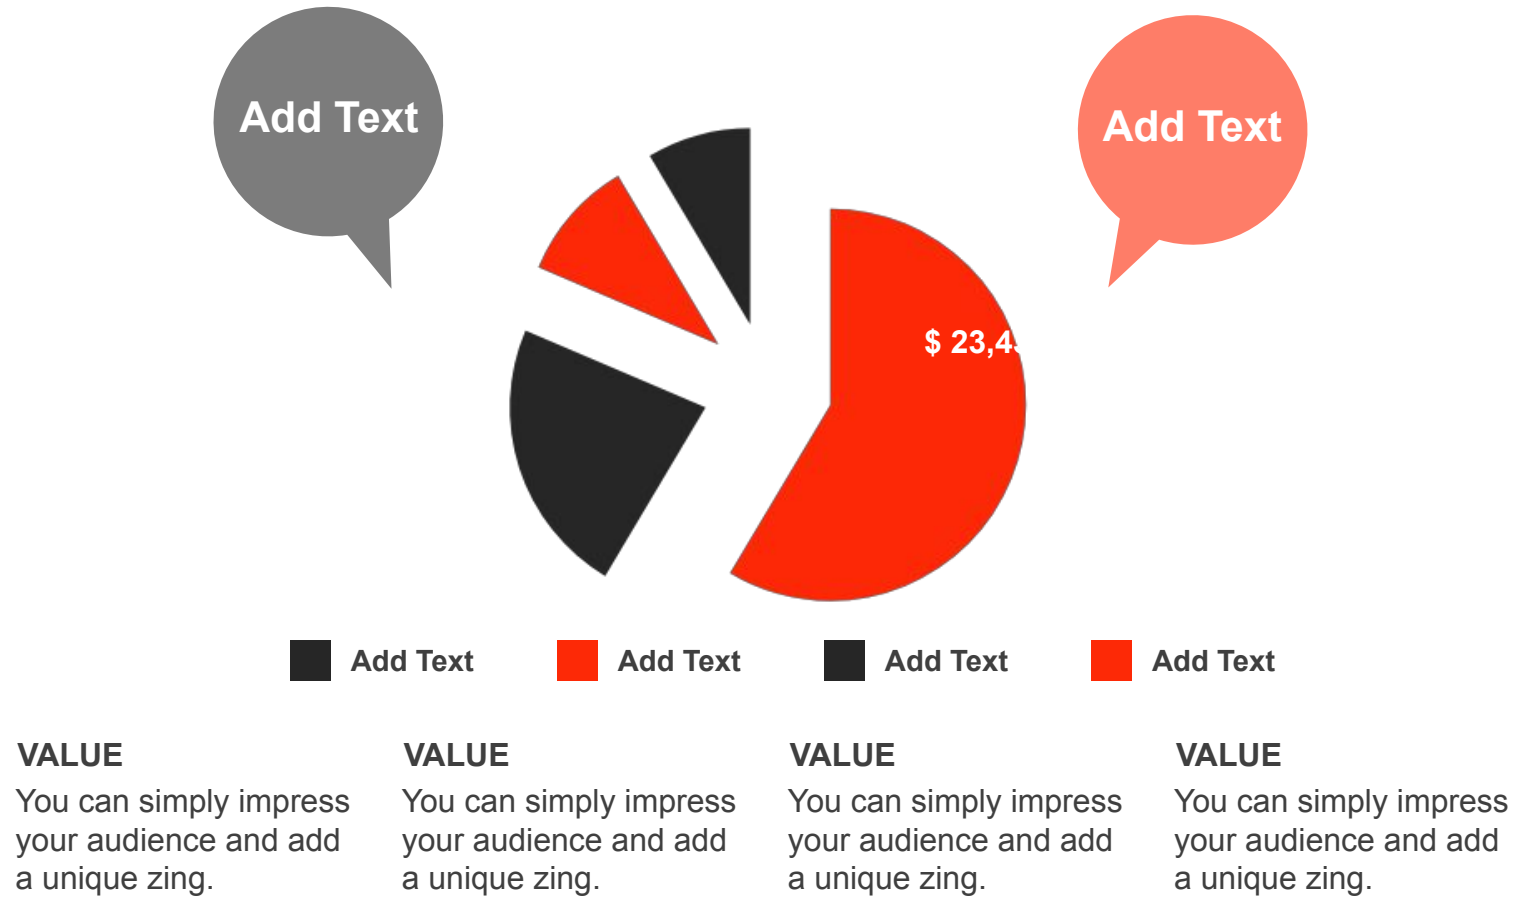 Add Text
Add Text
$ 23,4
Add Text
Add Text
Add Text
Add Text
VALUE
You can simply impress
your audience and add
a unique zing.
VALUE
You can simply impress
your audience and add
a unique zing.
VALUE
You can simply impress
your audience and add
a unique zing.
VALUE
You can simply impress
your audience and add
a unique zing.